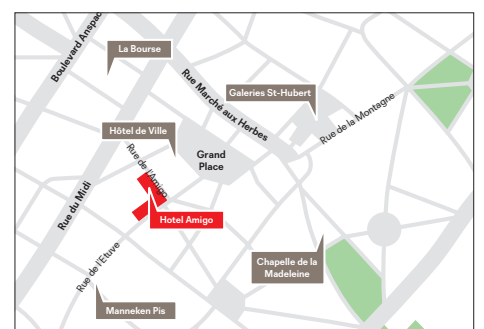 Boulevard Anspac
La Bourse
Rue Marché aux Herbes
Galeries St-Hubert
Rue de la Montagne
Hôtel de Ville
Grand
Place
Rue de l'Amigo
Rue du Midi
Hotel Amigo
Rue de l'Etuve
Chapelle de la
Madeleine
Manneken Pis